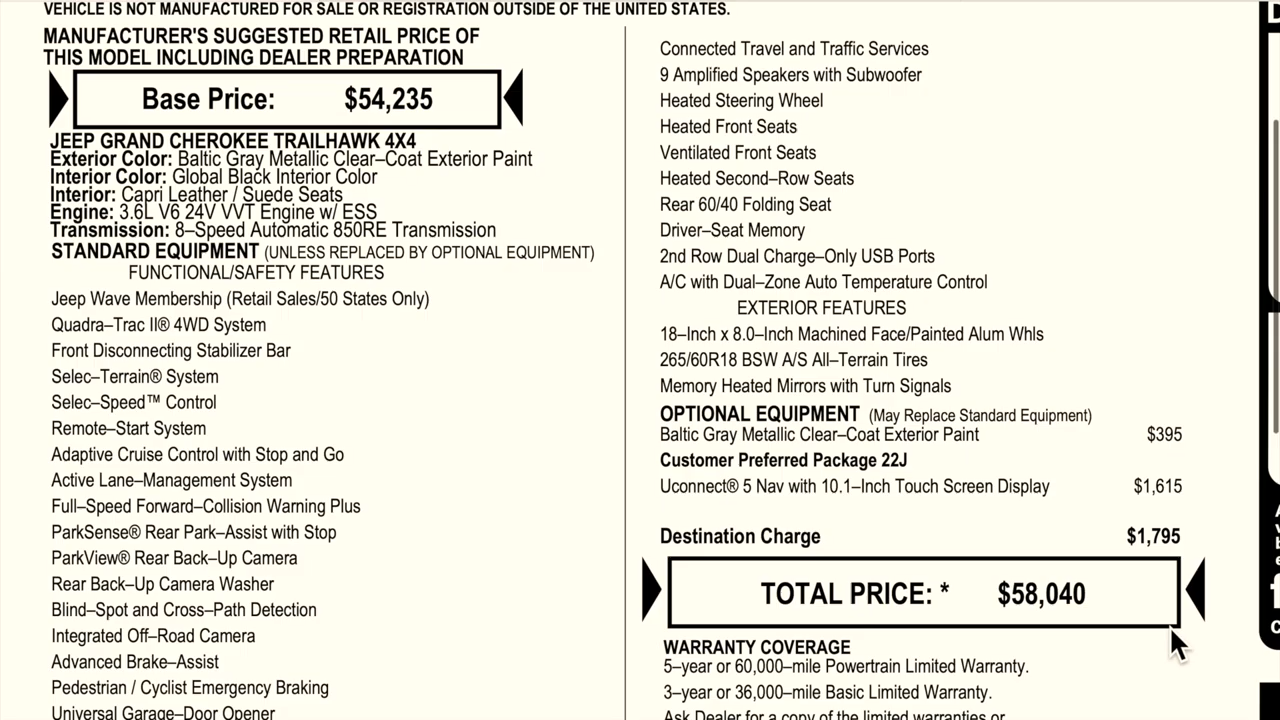 VEHICLE IS NOT MANUFACTURED FOR SALE OR REGISTRATION OUTSIDE OF THE UNITED STATES.
MANUFACTURER'S SUGGESTED RETAIL PRICE OF
THIS MODEL INCLUDING DEALER PREPARATION
Base Price: $54,235
JEEP GRAND CHEROKEE TRAILHAWK 4X4
Exterior Color: Baltic Gray Metallic Clear–Coat Exterior Paint
Interior Color: Global Black Interior Color
Interior: Capri Leather / Suede Seats
Engine: 3.6L V6 24V VVT Engine w/ ESS
Transmission: 8–Speed Automatic 850RE Transmission
STANDARD EQUIPMENT (UNLESS REPLACED BY OPTIONAL EQUIPMENT)
FUNCTIONAL/SAFETY FEATURES
Jeep Wave Membership (Retail Sales/50 States Only)
Quadra–Trac II® 4WD System
Front Disconnecting Stabilizer Bar
Selec–Terrain® System
Selec–Speed™ Control
Remote–Start System
Adaptive Cruise Control with Stop and Go
Active Lane–Management System
Full–Speed Forward–Collision Warning Plus
ParkSense® Rear Park–Assist with Stop
ParkView® Rear Back–Up Camera
Rear Back–Up Camera Washer
Blind–Spot and Cross–Path Detection
Integrated Off–Road Camera
Advanced Brake–Assist
Pedestrian / Cyclist Emergency Braking
Universal Garage–Door Opener
Connected Travel and Traffic Services
9 Amplified Speakers with Subwoofer
Heated Steering Wheel
Heated Front Seats
Ventilated Front Seats
Heated Second–Row Seats
Rear 60/40 Folding Seat
Driver–Seat Memory
2nd Row Dual Charge–Only USB Ports
A/C with Dual–Zone Auto Temperature Control
EXTERIOR FEATURES
18–Inch x 8.0–Inch Machined Face/Painted Alum Whls
265/60R18 BSW A/S All–Terrain Tires
Memory Heated Mirrors with Turn Signals
OPTIONAL EQUIPMENT (May Replace Standard Equipment)
Baltic Gray Metallic Clear–Coat Exterior Paint $395
Customer Preferred Package 22J
Uconnect® 5 Nav with 10.1–Inch Touch Screen Display $1,615
Destination Charge $1,795
TOTAL PRICE: * $58,040
WARRANTY COVERAGE
5–year or 60,000–mile Powertrain Limited Warranty.
3–year or 36,000–mile Basic Limited Warranty.
Ask Dealer for a copy of the limited warranties or